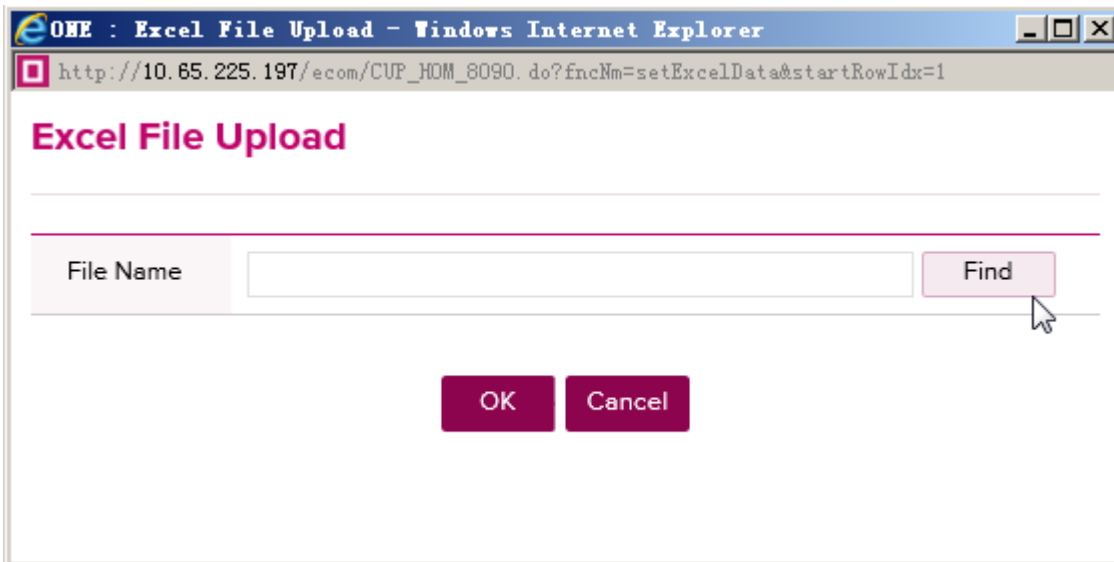 ONE : Excel File Upload - Windows Internet Explorer
http://10.65.225.197/ecom/CUP_HOM_8090.do?fncNm=setExcelData&startRowIdx=1
Excel File Upload
File Name Find
OK Cancel